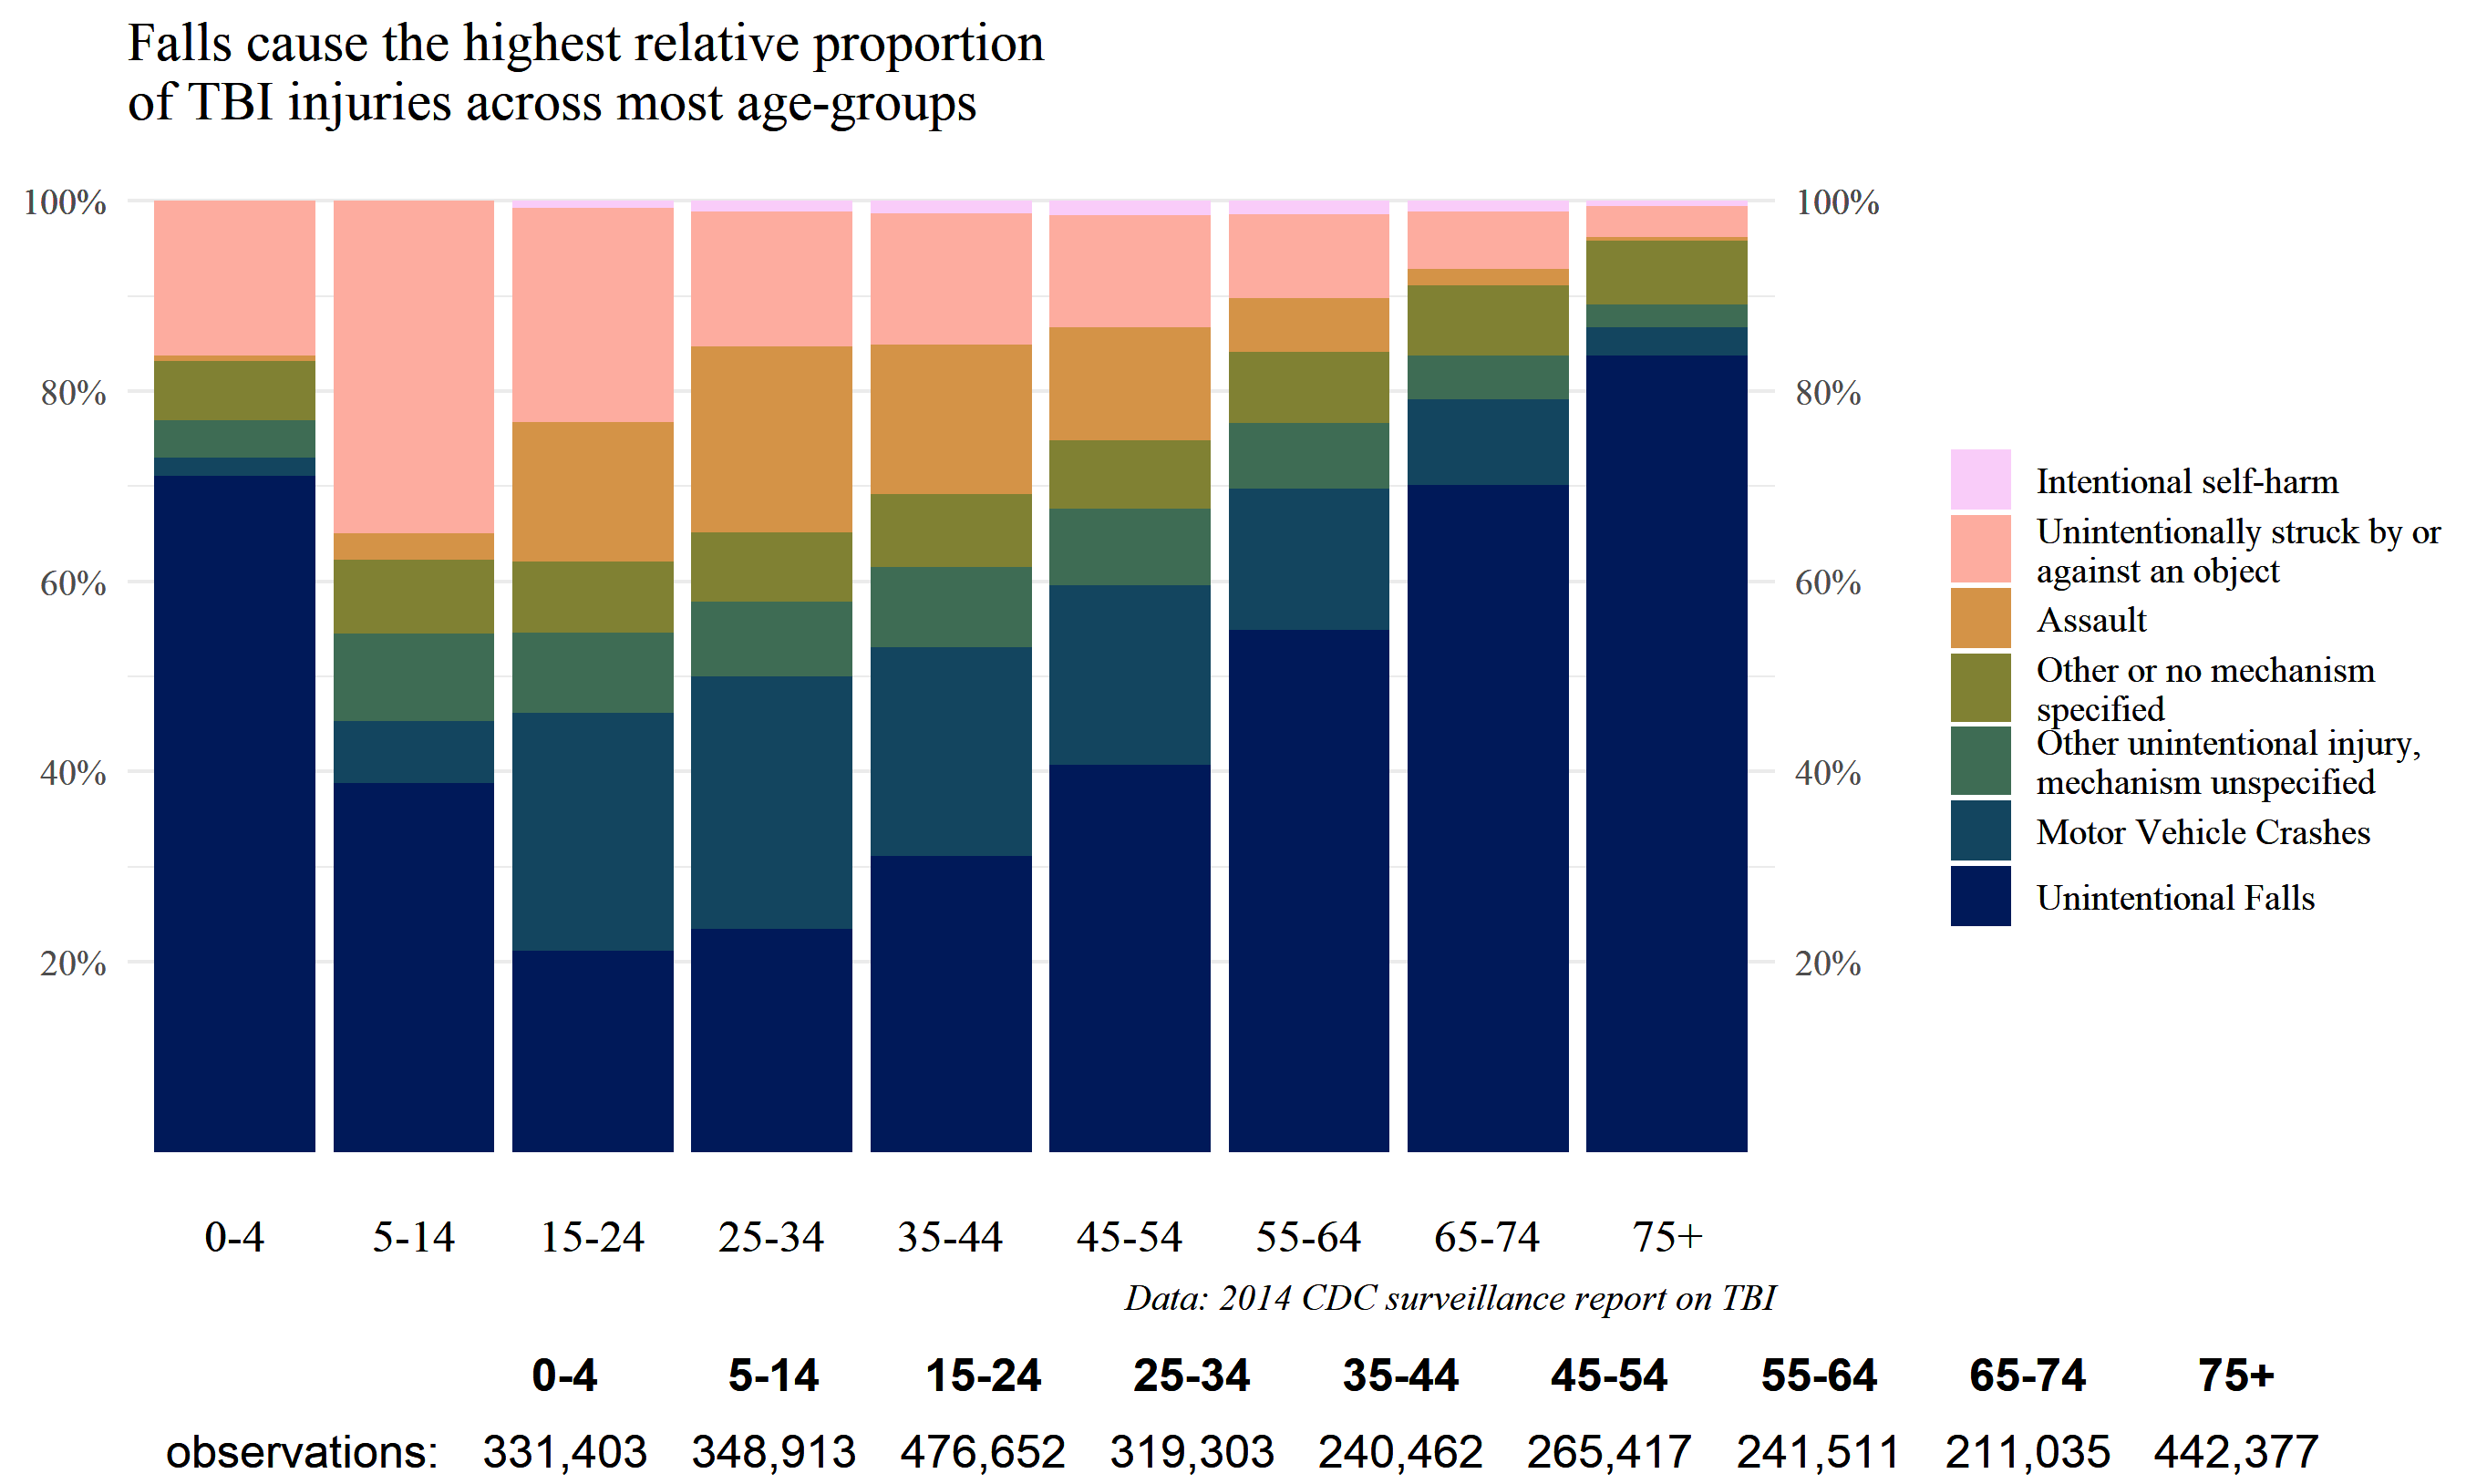 Falls cause the highest relative proportion
of TBI injuries across most age-groups
100%
80%
60%
40%
20%
100%
80%
60%
40%
20%
Intentional self-harm
Unintentionally struck by or
against an object
Assault
Other or no mechanism
specified
Other unintentional injury,
mechanism unspecified
Motor Vehicle Crashes
Unintentional Falls
0-4 5-14 15-24 25-34 35-44 45-54 55-64 65-74 75+
Data: 2014 CDC surveillance report on TBI
0-4 5-14 15-24 25-34 35-44 45-54 55-64 65-74 75+
observations: 331,403 348,913 476,652 319,303 240,462 265,417 241,511 211,035 442,377